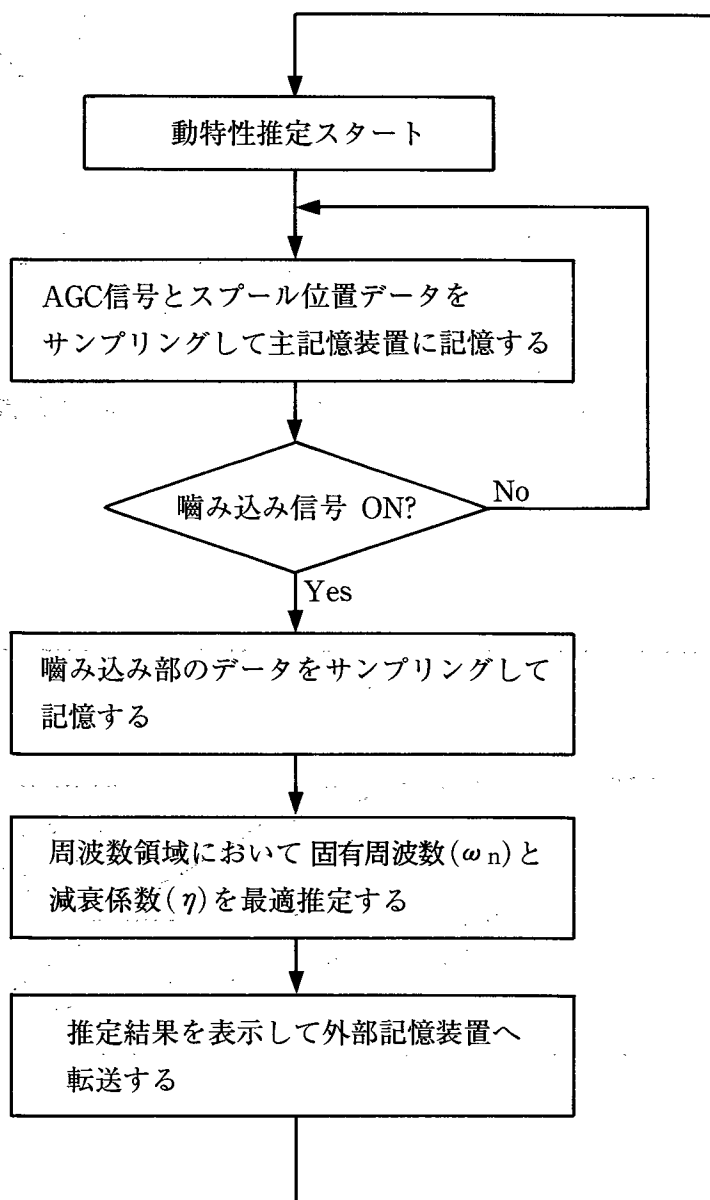 動特性推定スタート
AGC信号とスプール位置データを
サンプリングして主記憶装置に記憶する
噛み込み信号 ON?
No
Yes
噛み込み部のデータをサンプリングして
記憶する
周波数領域において固有周波数(ωn)と
減衰係数(η)を最適推定する
推定結果を表示して外部記憶装置へ
転送する